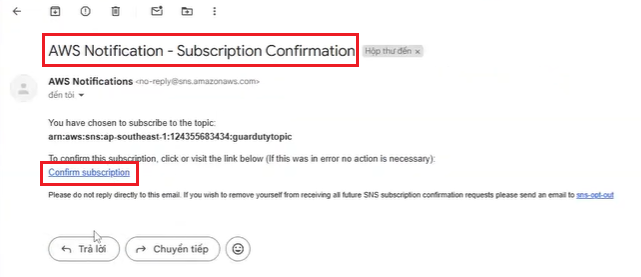 AWS Notification - Subscription Confirmation Hộp thư đến ×
AWS Notifications <no-reply@sns.amazonaws.com>
đến tôi
You have chosen to subscribe to the topic:
arn:aws:sns:ap-southeast-1:124355683434:guardutytopic
To confirm this subscription, click or visit the link below (If this was in error no action is necessary):
Confirm subscription
Please do not reply directly to this email. If you wish to remove yourself from receiving all future SNS subscription confirmation requests please send an email to sns-opt-out
Trả lời Chuyển tiếp